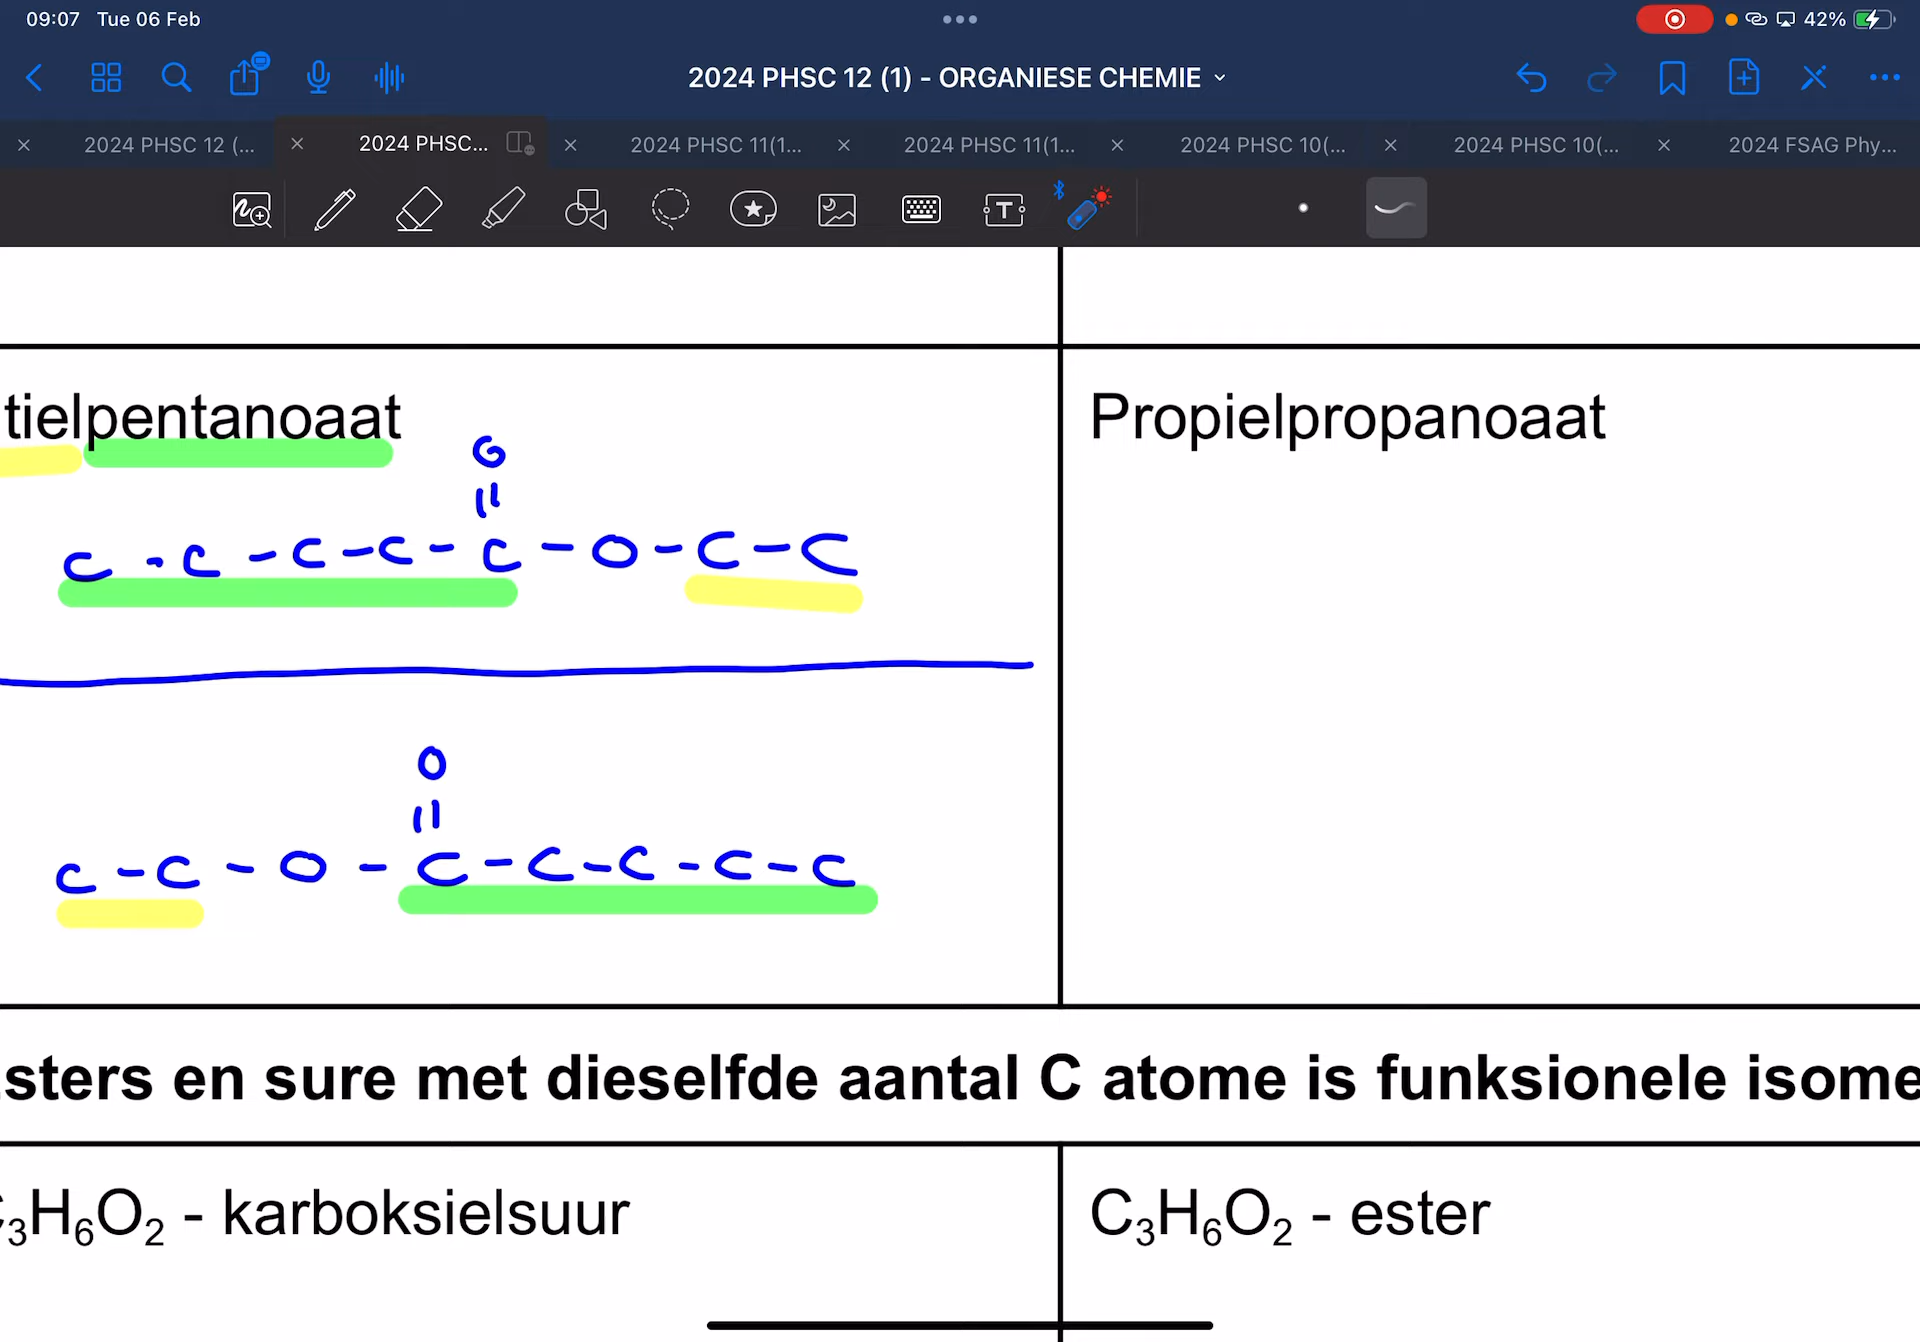 09:07 Tue 06 Feb
42%
2024 PHSC 12 (1) - ORGANIESE CHEMIE
2024 PHSC 12 (...
2024 PHSC...
2024 PHSC 11(1...
2024 PHSC 11(1...
2024 PHSC 10(...
2024 PHSC 10(...
2024 FSAG Phy...
T
tielpentanoaat
Propielpropanoaat
O
||
C - C - C - C - C - O - C - C
O
||
C - C - O - C - C - C - C - C
sters en sure met dieselfde aantal C atome is funksionele isome
C₃H₆O₂ - karboksielsuur
C₃H₆O₂ - ester